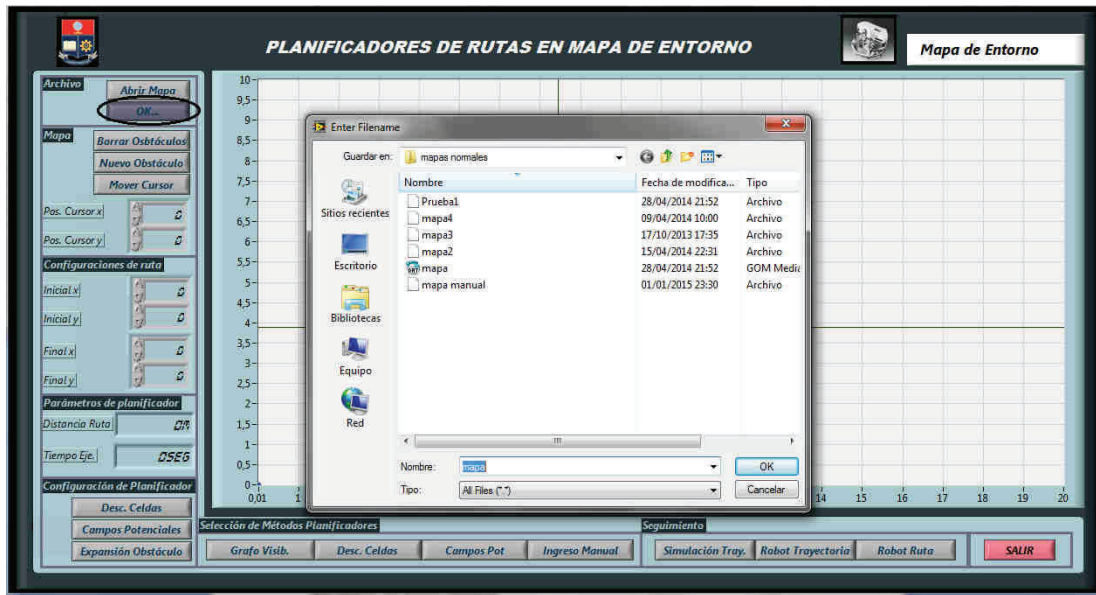 PLANIFICADORES DE RUTAS EN MAPA DE ENTORNO
Mapa de Entorno
Archivo
Abrir Mapa
OK...
Mapa
Borrar Osbtáculos
Nuevo Obstáculo
Mover Cursor
Pos. Cursor x
0
Pos. Cursor y
0
Configuraciones de ruta
Inicial x
0
Inicial y
0
Final x
0
Final y
0
Parámetros de planificador
Distancia Ruta
0M
Tiempo Eje.
0SEG
Configuración de Planificador
Desc. Celdas
Campos Potenciales
Expansión Obstáculo
10
9,5
9
8,5
8
7,5
7
6,5
6
5,5
5
4,5
4
3,5
3
2,5
2
1,5
1
0,5
0
0,01
1
14
15
16
17
18
19
20
Enter Filename
Guardar en:
mapas normales
Sitios recientes
Escritorio
Bibliotecas
Equipo
Red
Nombre
Fecha de modifica...
Tipo
Prueba1
28/04/2014 21:52
Archivo
mapa4
09/04/2014 10:00
Archivo
mapa3
17/10/2013 17:35
Archivo
mapa2
15/04/2014 22:31
Archivo
mapa
28/04/2014 21:52
GOM Media
mapa manual
01/01/2015 23:30
Archivo
Nombre:
mapa
OK
Tipo:
All Files (*.*)
Cancelar
Selección de Métodos Planificadores
Grafo Visib.
Desc. Celdas
Campos Pot
Ingreso Manual
Seguimiento
Simulación Tray.
Robot Trayectoria
Robot Ruta
SALIR